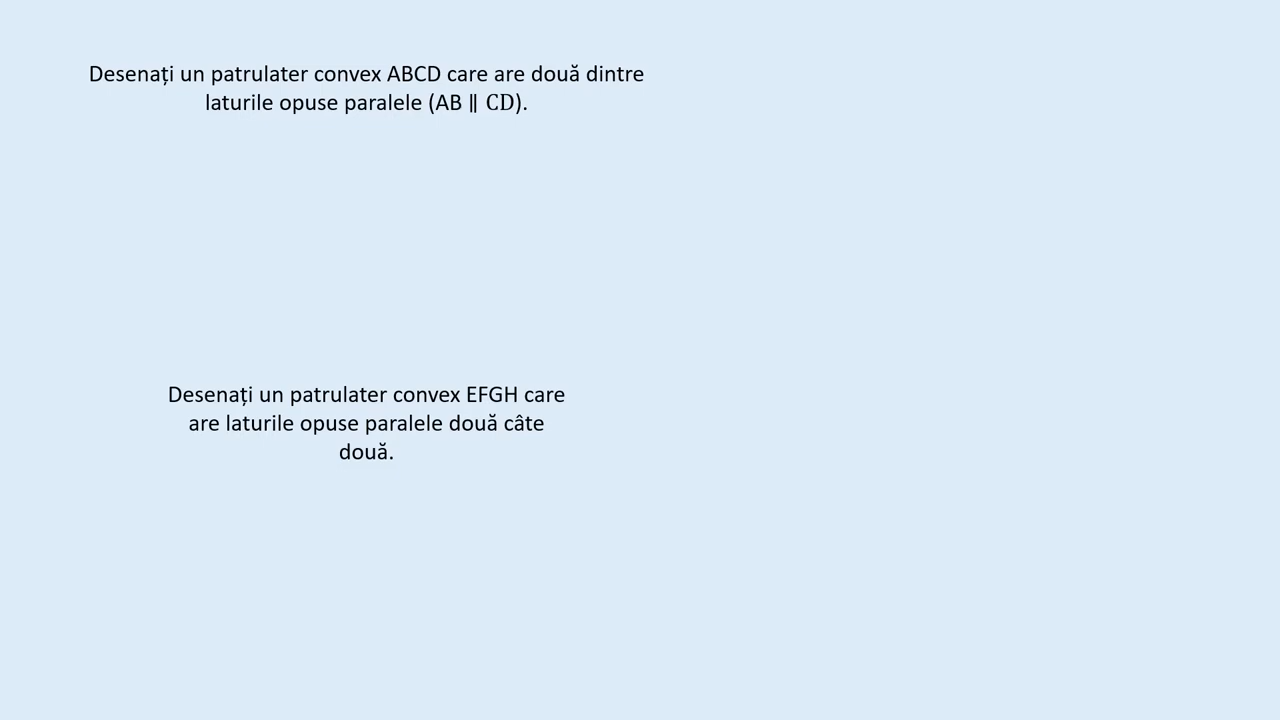 Desenați un patrulater convex ABCD care are două dintre
laturile opuse paralele (AB ∥ CD).
Desenați un patrulater convex EFGH care
are laturile opuse paralele două câte
două.